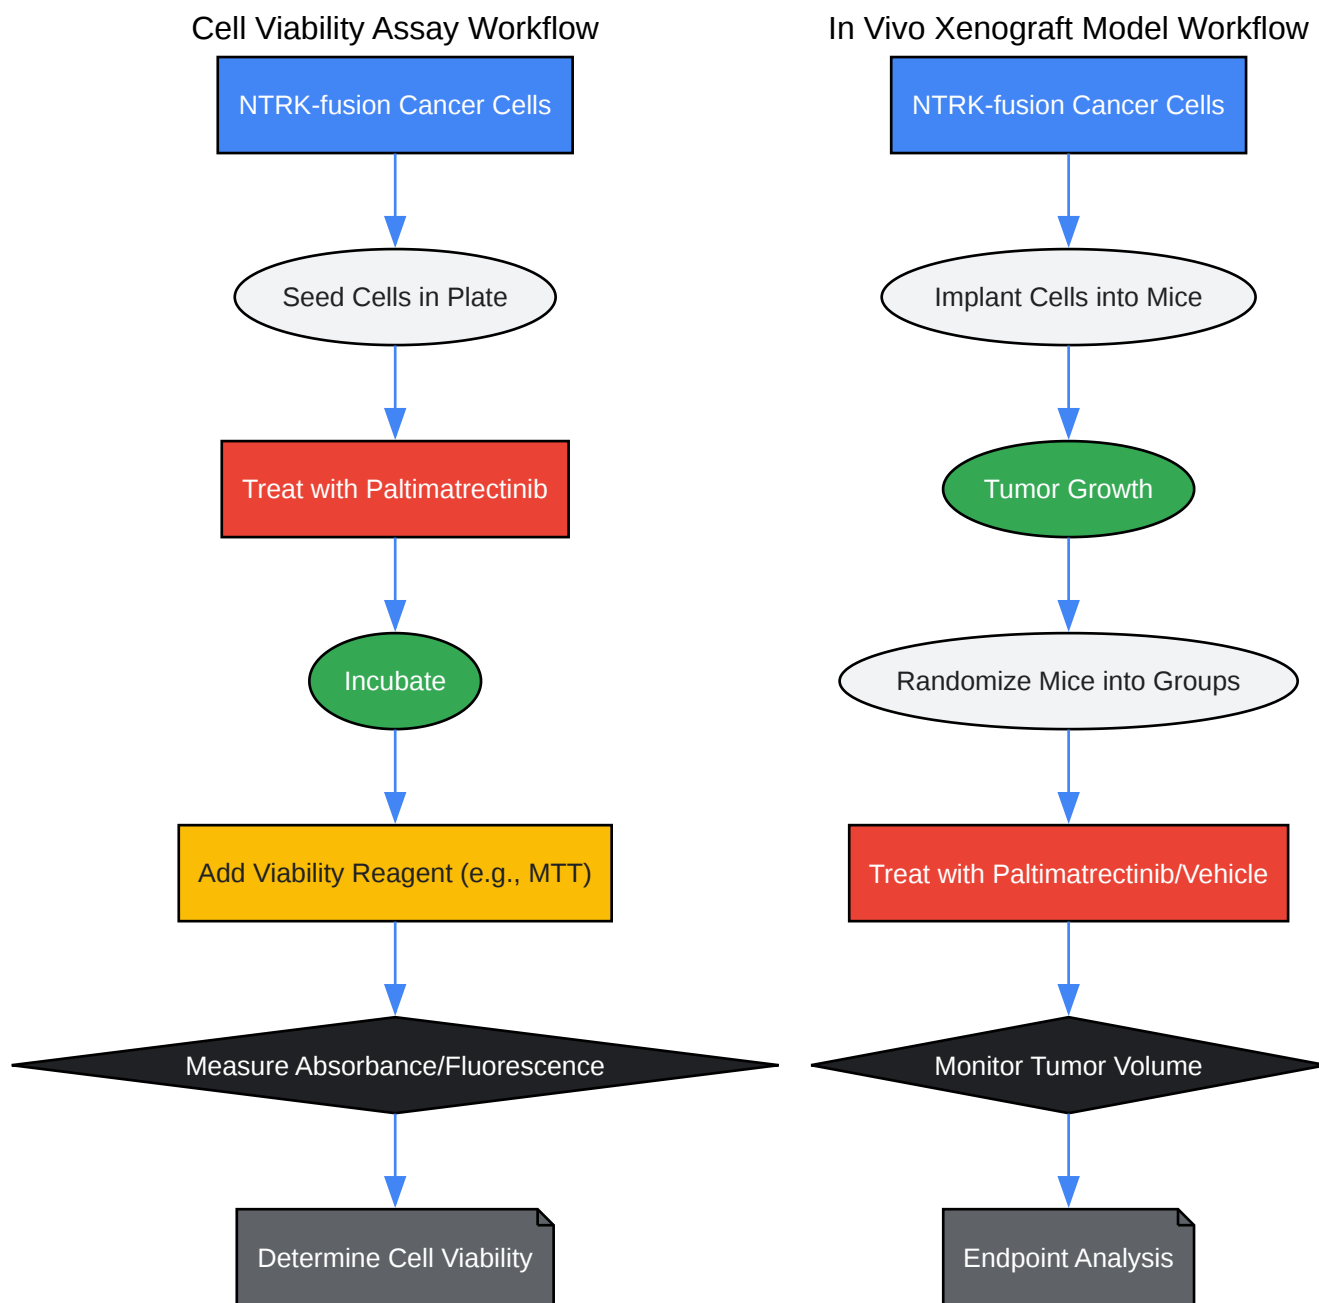 Cell Viability Assay Workflow
NTRK-fusion Cancer Cells
Seed Cells in Plate
Treat with Paltimatrectinib
Incubate
Add Viability Reagent (e.g., MTT)
Measure Absorbance/Fluorescence
Determine Cell Viability
In Vivo Xenograft Model Workflow
NTRK-fusion Cancer Cells
Implant Cells into Mice
Tumor Growth
Randomize Mice into Groups
Treat with Paltimatrectinib/Vehicle
Monitor Tumor Volume
Endpoint Analysis